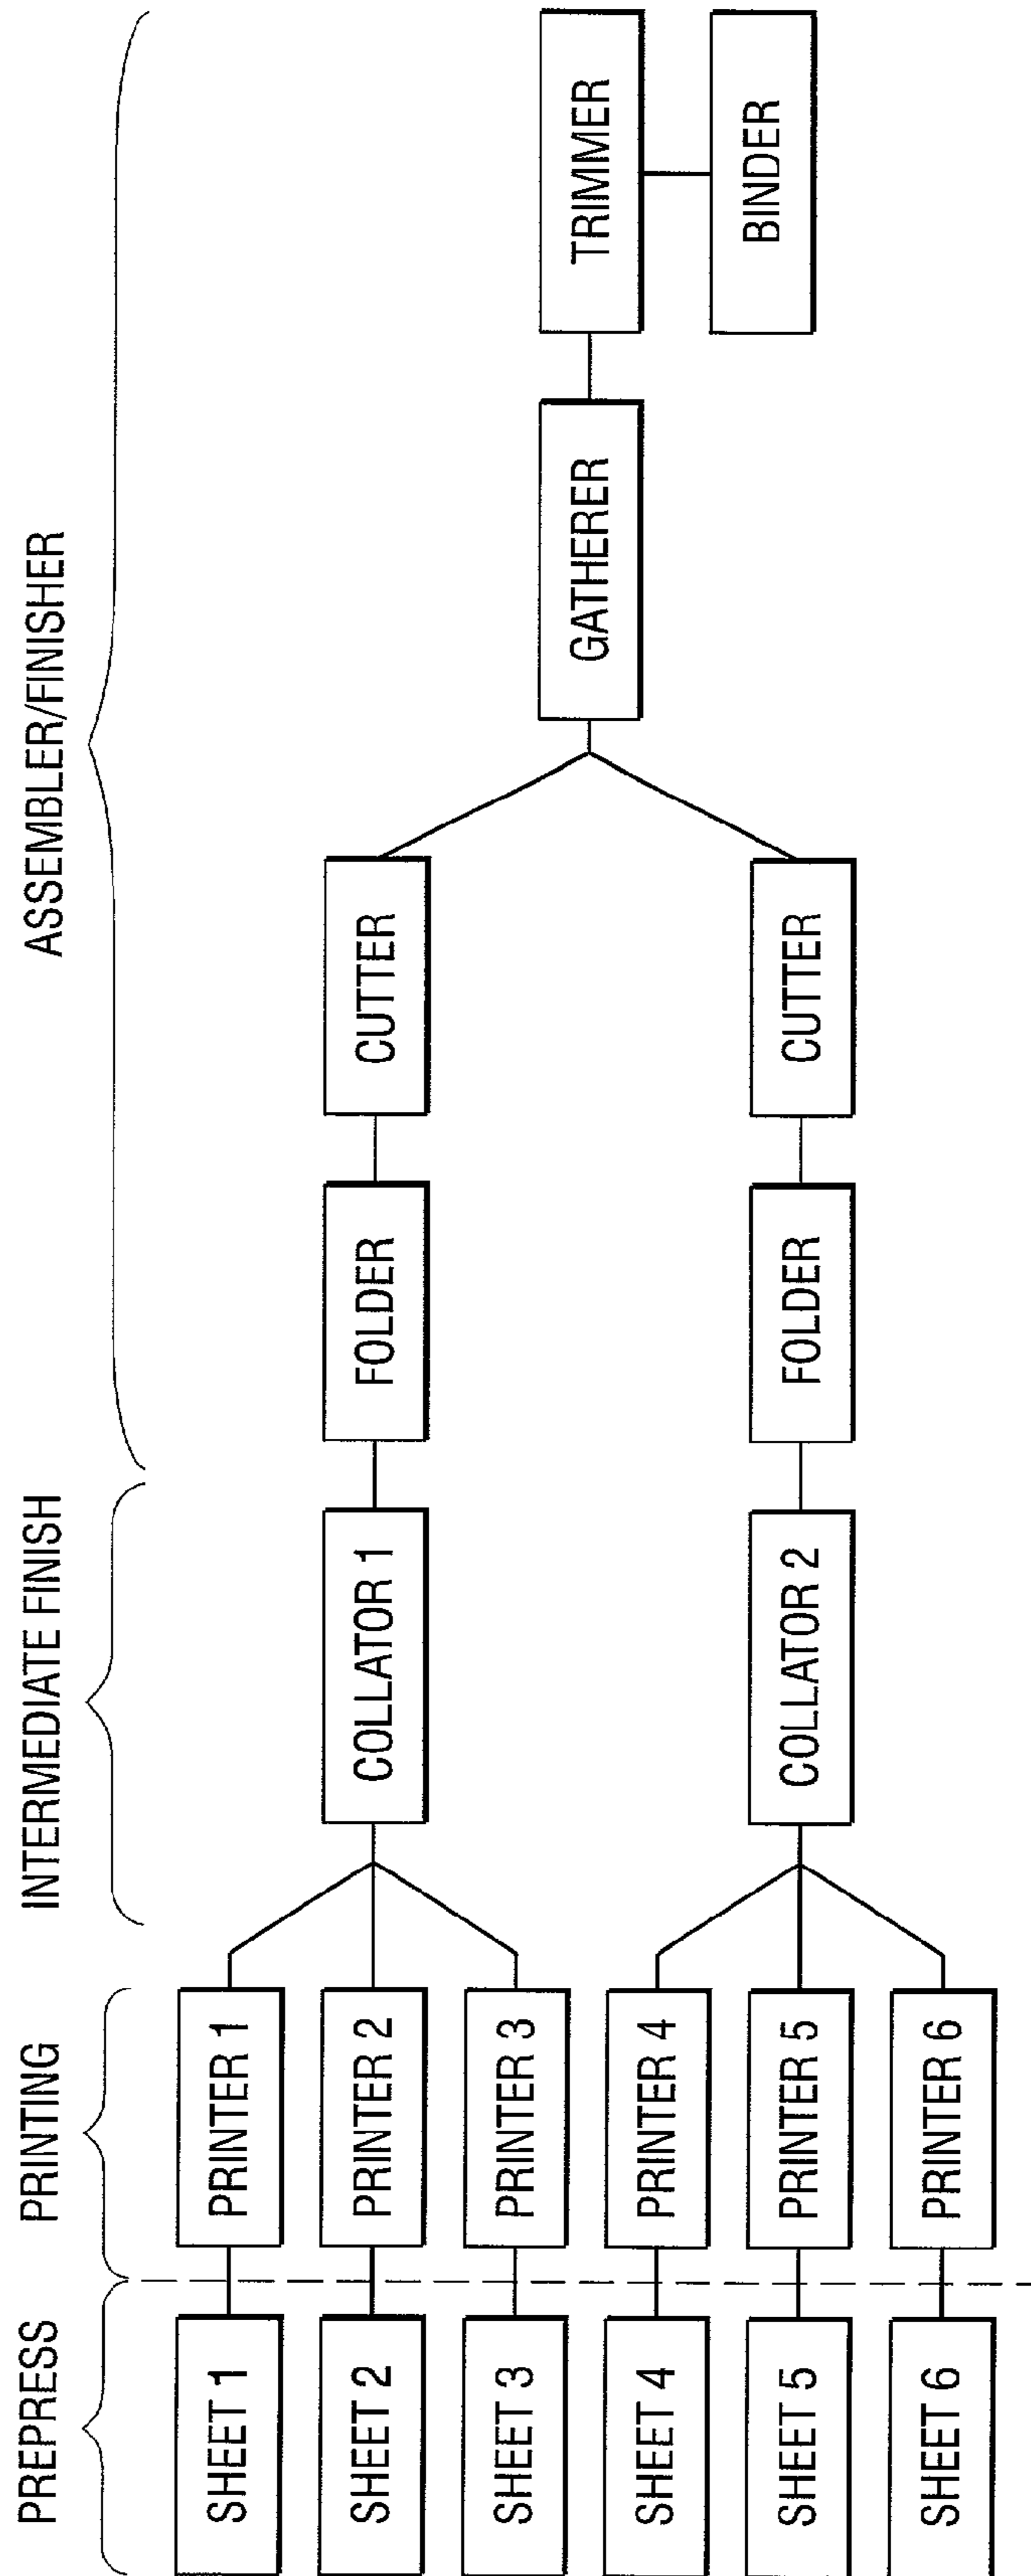 PREPRESS
PRINTING
INTERMEDIATE FINISH
ASSEMBLER/FINISHER
SHEET 1
PRINTER 1
SHEET 2
PRINTER 2
COLLATOR 1
FOLDER
CUTTER
SHEET 3
PRINTER 3
GATHERER
TRIMMER
SHEET 4
PRINTER 4
BINDER
SHEET 5
PRINTER 5
COLLATOR 2
FOLDER
CUTTER
SHEET 6
PRINTER 6